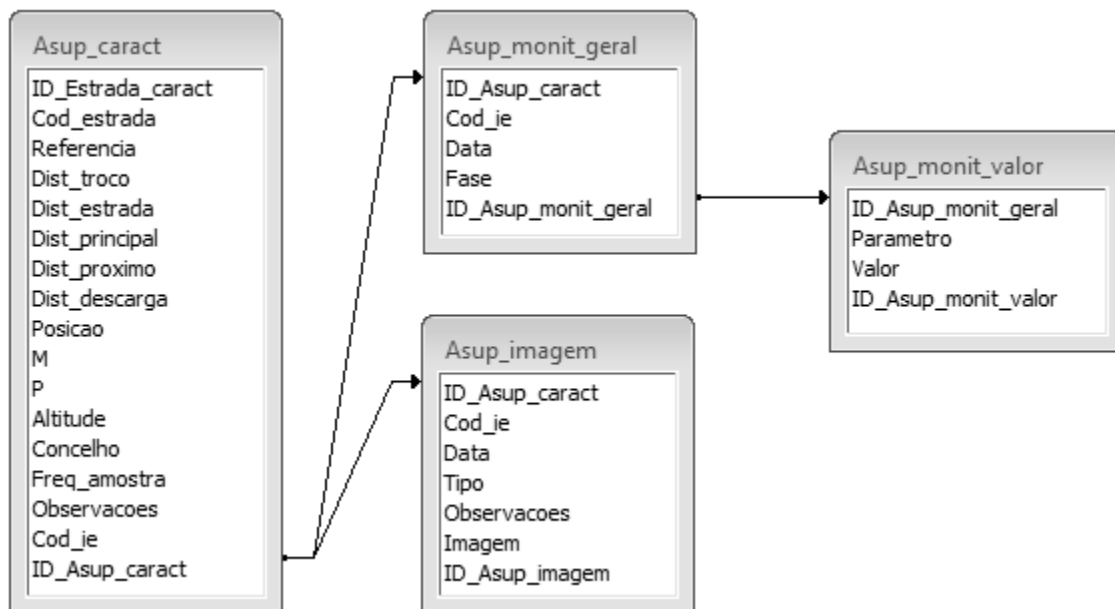 Asup_caract
ID_Estrada_caract
Cod_estrada
Referência
Dist_troco
Dist_estrada
Dist_principal
Dist_proximo
Dist_descarga
Posicao
M
P
Altitude
Concelho
Freq_amostra
Observacoes
Cod_ie
ID_Asup_caract
Asup_monit_geral
ID_Asup_caract
Cod_ie
Data
Fase
ID_Asup_monit_geral
Asup_imagem
ID_Asup_caract
Cod_ie
Data
Tipo
Observacoes
Imagem
ID_Asup_imagem
Asup_monit_valor
ID_Asup_monit_geral
Parametro
Valor
ID_Asup_monit_valor